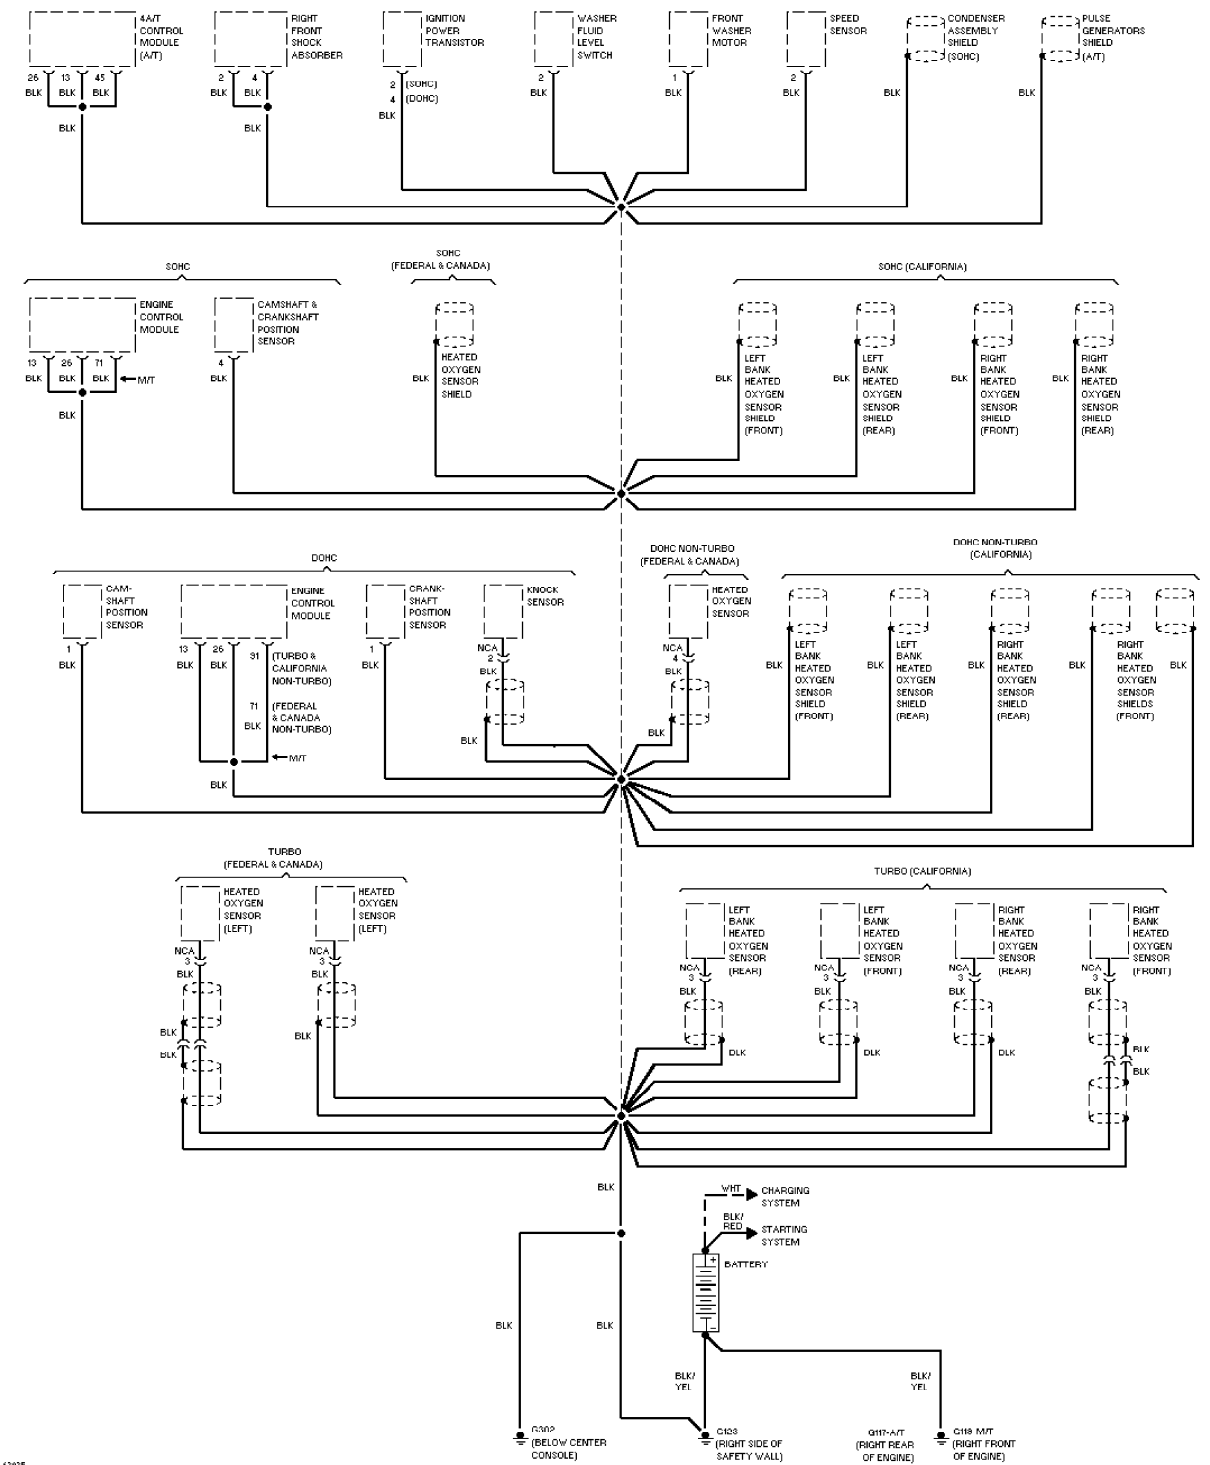 4A/T
CONTROL
MODULE
(A/T)
26
13
45
BLK
BLK
BLK
BLK
RIGHT
FRONT
SHOCK
ABSORBER
2
4
BLK
BLK
BLK
IGNITION
POWER
TRANSISTOR
2 (SOHC)
4 (DOHC)
BLK
WASHER
FLUID
LEVEL
SWITCH
2
BLK
FRONT
WASHER
MOTOR
1
BLK
SPEED
SENSOR
2
BLK
CONDENSER
ASSEMBLY
SHIELD
(SOHC)
BLK
PULSE
GENERATORS
SHIELD
(A/T)
BLK
SOHC
ENGINE
CONTROL
MODULE
13
26
71
BLK
BLK
BLK
M/T
BLK
CAMSHAFT &
CRANKSHAFT
POSITION
SENSOR
4
BLK
SOHC
(FEDERAL & CANADA)
BLK
HEATED
OXYGEN
SENSOR
SHIELD
SOHC (CALIFORNIA)
BLK
LEFT
BANK
HEATED
OXYGEN
SENSOR
SHIELD
(FRONT)
BLK
LEFT
BANK
HEATED
OXYGEN
SENSOR
SHIELD
(REAR)
BLK
RIGHT
BANK
HEATED
OXYGEN
SENSOR
SHIELD
(FRONT)
BLK
RIGHT
BANK
HEATED
OXYGEN
SENSOR
SHIELD
(REAR)
DOHC
CAM-
SHAFT
POSITION
SENSOR
1
BLK
ENGINE
CONTROL
MODULE
13
26
91
BLK
BLK
(TURBO &
CALIFORNIA
NON-TURBO)
71
BLK
(FEDERAL
& CANADA
NON-TURBO)
M/T
BLK
CRANK-
SHAFT
POSITION
SENSOR
1
BLK
KNOCK
SENSOR
NCA
2
BLK
BLK
DOHC NON-TURBO
(FEDERAL & CANADA)
HEATED
OXYGEN
SENSOR
NCA
4
BLK
BLK
DOHC NON-TURBO
(CALIFORNIA)
BLK
LEFT
BANK
HEATED
OXYGEN
SENSOR
SHIELD
(FRONT)
BLK
LEFT
BANK
HEATED
OXYGEN
SENSOR
SHIELD
(REAR)
BLK
RIGHT
BANK
HEATED
OXYGEN
SENSOR
SHIELD
(REAR)
BLK
RIGHT
BANK
HEATED
OXYGEN
SENSOR
SHIELDS
(FRONT)
BLK
TURBO
(FEDERAL & CANADA)
HEATED
OXYGEN
SENSOR
(LEFT)
NCA
3
BLK
BLK
BLK
HEATED
OXYGEN
SENSOR
(LEFT)
NCA
3
BLK
BLK
TURBO (CALIFORNIA)
LEFT
BANK
HEATED
OXYGEN
SENSOR
(REAR)
NCA
3
BLK
DLK
LEFT
BANK
HEATED
OXYGEN
SENSOR
(FRONT)
NCA
3
BLK
DLK
RIGHT
BANK
HEATED
OXYGEN
SENSOR
(REAR)
NCA
3
BLK
DLK
RIGHT
BANK
HEATED
OXYGEN
SENSOR
(FRONT)
NCA
3
BLK
BLK
BLK
BLK
WHT
CHARGING
SYSTEM
BLK/
RED
STARTING
SYSTEM
+
BATTERY
−
BLK
BLK
BLK/
YEL
BLK/
YEL
G302
(BELOW CENTER
CONSOLE)
G123
(RIGHT SIDE OF
SAFETY WALL)
G117-A/T
(RIGHT REAR
OF ENGINE)
G118 M/T
(RIGHT FRONT
OF ENGINE)